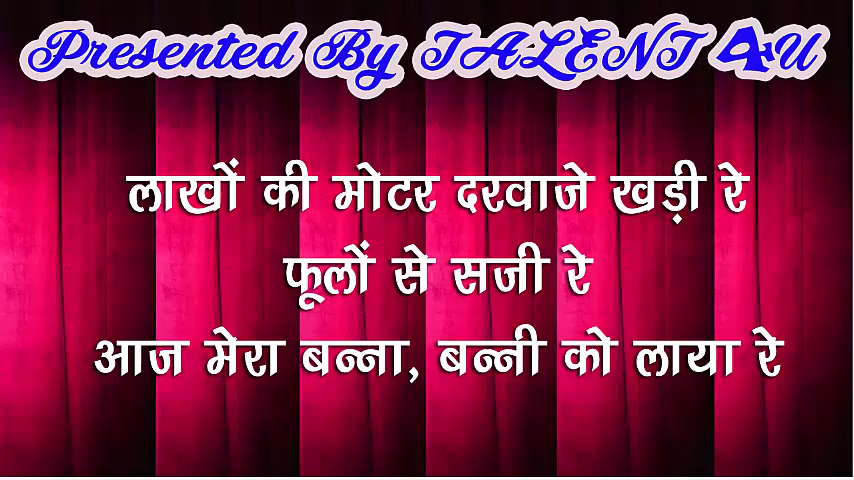 Presented By TALENT 4U
लाखों की मोटर दरवाजे खड़ी रे
फूलों से सजी रे
आज मेरा बन्ना, बन्नी को लाया रे